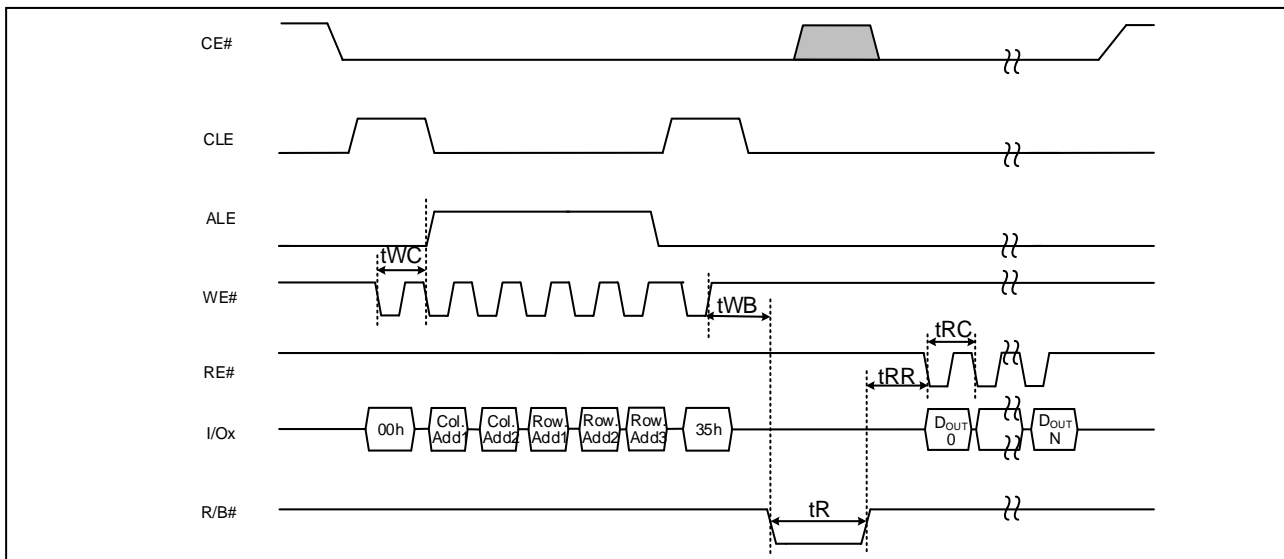 CE#
CLE
ALE
tWC
WE#
tWB
tRC
RE#
tRR
I/Ox
00h
Col.
Add1
Col.
Add2
Row.
Add1
Row.
Add2
Row.
Add3
35h
DOUT
0
DOUT
N
R/B#
tR